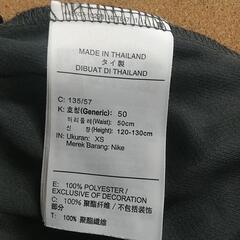 MADE IN THAILAND
タイ製
DIBUAT DI THAILAND
C: 135/57
K: 호칭(Generic): 50
허리둘레(Waist): 50cm
신 장(Height): 120-130cm
IN: Ukuran: XS
Merek Barang: Nike
E: 100% POLYESTER /
EXCLUSIVE OF DECORATION
C: 100% 聚酯纤维/不包括装饰
部分
T: 100% 聚酯纖維